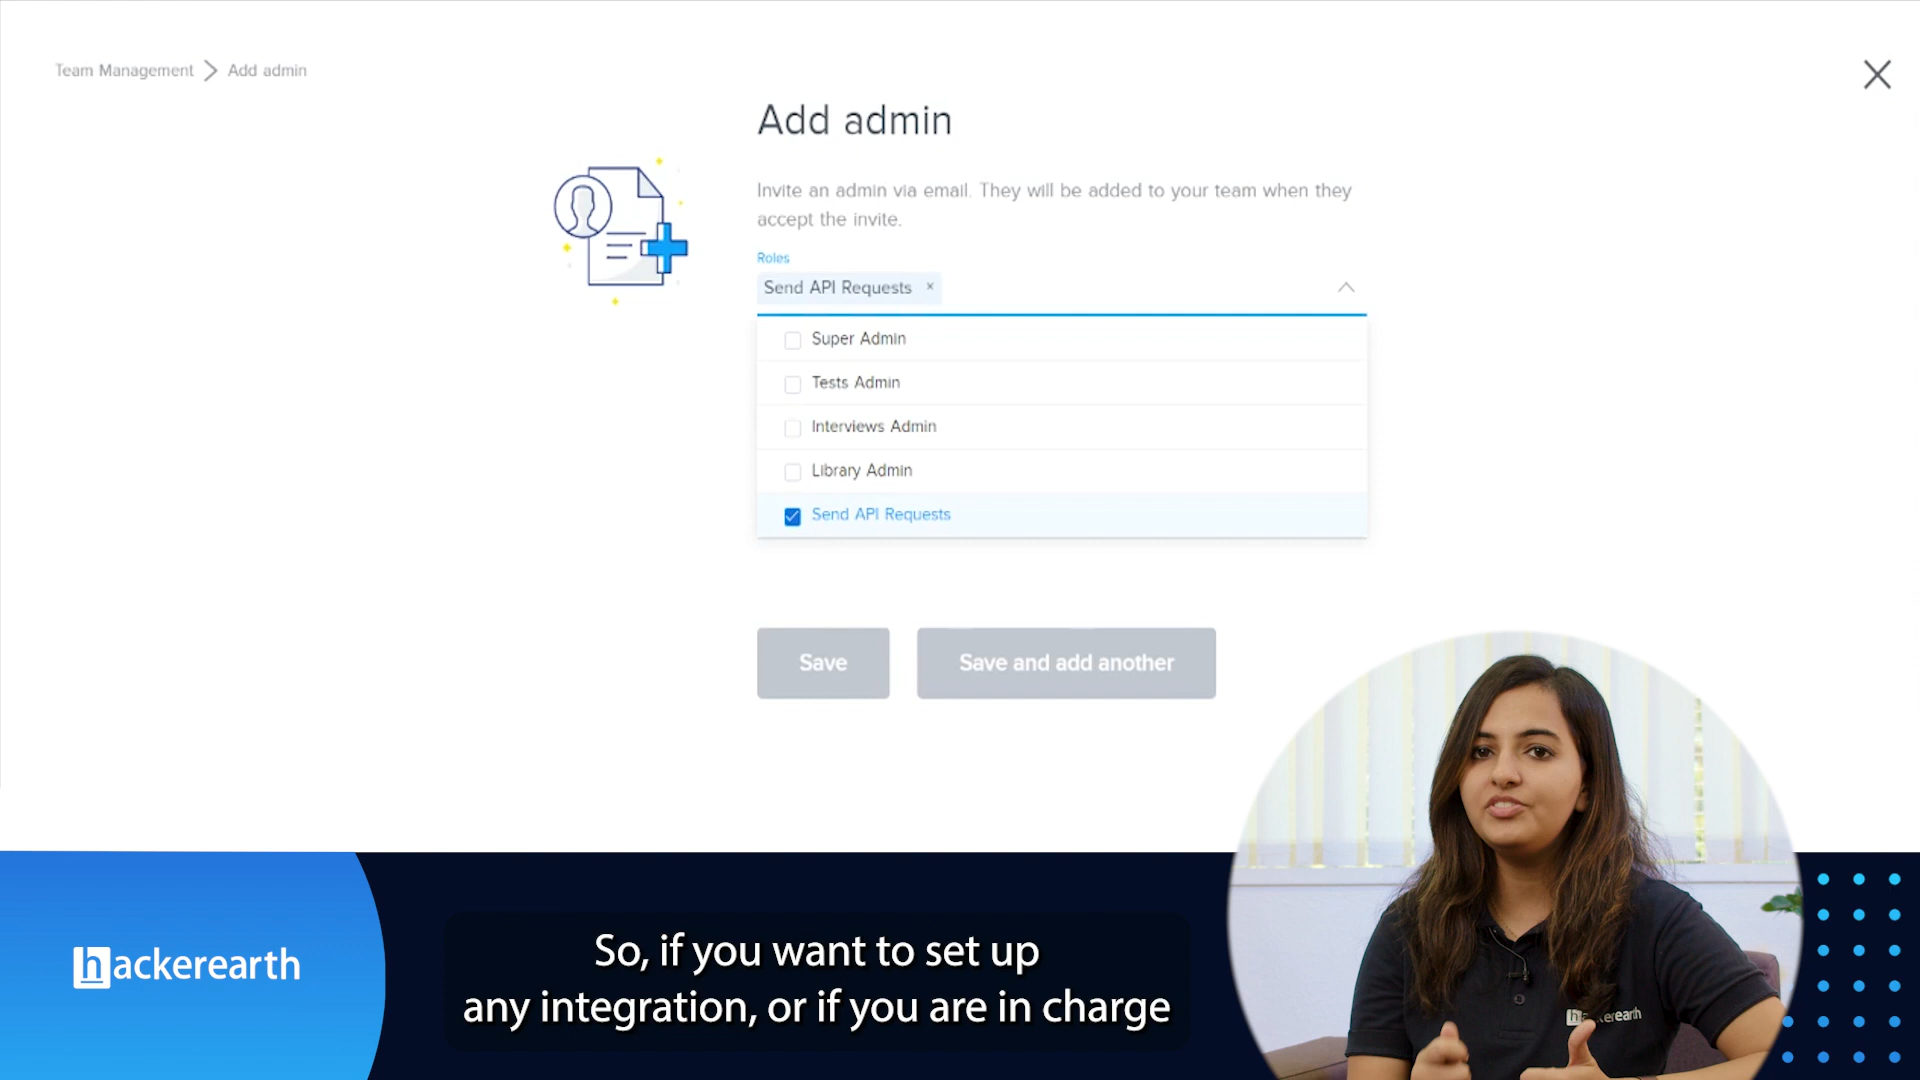 Team Management > Add admin
Add admin
Invite an admin via email. They will be added to your team when they
accept the invite.
Roles
Send API Requests ×
Super Admin
Tests Admin
Interviews Admin
Library Admin
Send API Requests
Save
Save and add another
hackerearth
So, if you want to set up
any integration, or if you are in charge